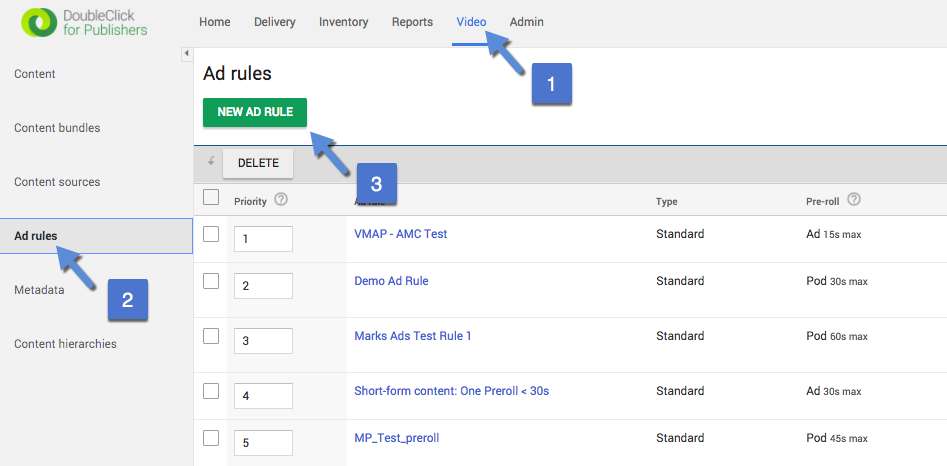 DoubleClick
for Publishers
Home Delivery Inventory Reports Video Admin
1
Content
Content bundles
Content sources
Ad rules
2
Metadata
Content hierarchies
Ad rules
NEW AD RULE
3
DELETE
Priority ? Type Pre-roll ?
1 VMAP - AMC Test Standard Ad 15s max
2 Demo Ad Rule Standard Pod 30s max
3 Marks Ads Test Rule 1 Standard Pod 60s max
4 Short-form content: One Preroll < 30s Standard Ad 30s max
5 MP_Test_preroll Standard Pod 45s max